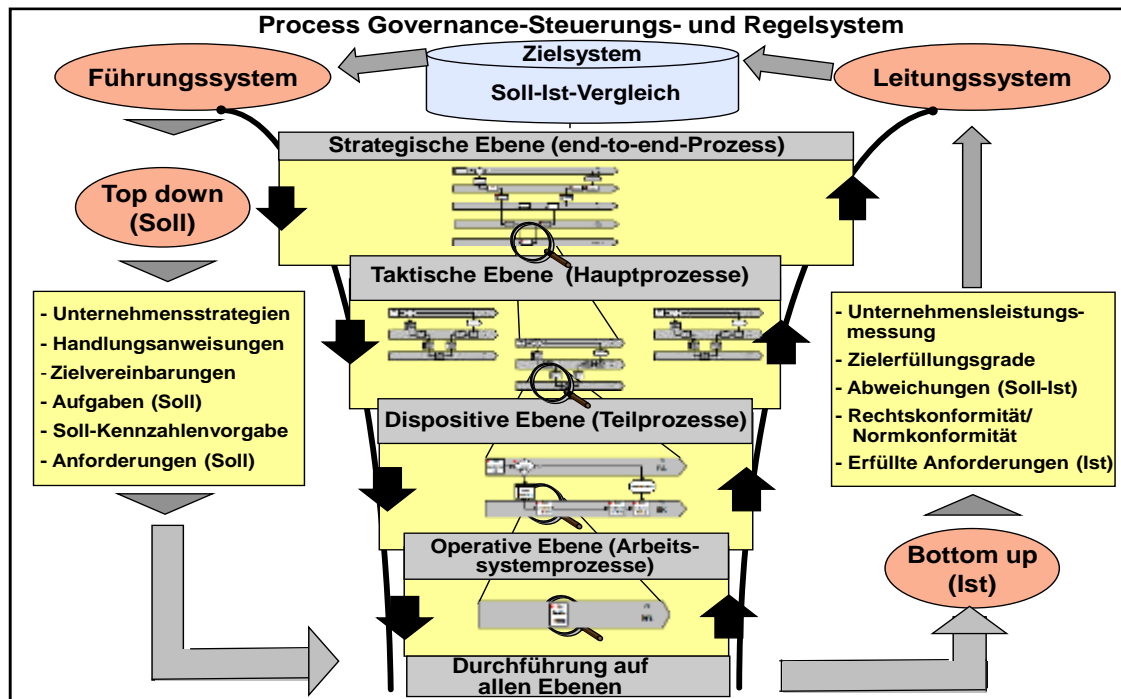 Process Governance-Steuerungs- und Regelsystem
Führungssystem
Zielsystem
Soll-Ist-Vergleich
Leitungssystem
Strategische Ebene (end-to-end-Prozess)
Top down
(Soll)
Taktische Ebene (Hauptprozesse)
- Unternehmensstrategien
- Handlungsanweisungen
- Zielvereinbarungen
- Aufgaben (Soll)
- Soll-Kennzahlenvorgabe
- Anforderungen (Soll)
- Unternehmensleistungs-
messung
- Zielerfüllungsgrade
- Abweichungen (Soll-Ist)
- Rechtskonformität/
Normkonformität
- Erfüllte Anforderungen (Ist)
Dispositive Ebene (Teilprozesse)
Operative Ebene (Arbeits-
systemprozesse)
Bottom up
(Ist)
Durchführung auf
allen Ebenen